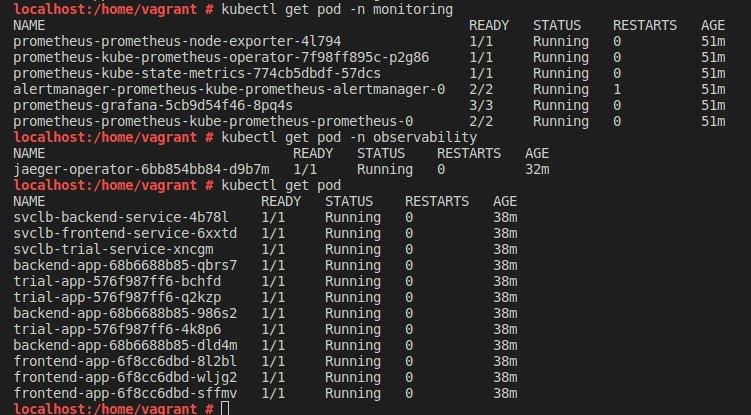 localhost:/home/vagrant # kubectl get pod -n monitoring
NAME READY STATUS RESTARTS AGE
prometheus-prometheus-node-exporter-4l794 1/1 Running 0 51m
prometheus-kube-prometheus-operator-7f98ff895c-p2g86 1/1 Running 0 51m
prometheus-kube-state-metrics-774cb5dbdf-57dcs 1/1 Running 0 51m
alertmanager-prometheus-kube-prometheus-alertmanager-0 2/2 Running 1 51m
prometheus-grafana-5cb9d54f46-8pq4s 3/3 Running 0 51m
prometheus-prometheus-kube-prometheus-prometheus-0 2/2 Running 0 51m
localhost:/home/vagrant # kubectl get pod -n observability
NAME READY STATUS RESTARTS AGE
jaeger-operator-6bb854bb84-d9b7m 1/1 Running 0 32m
localhost:/home/vagrant # kubectl get pod
NAME READY STATUS RESTARTS AGE
svclb-backend-service-4b78l 1/1 Running 0 38m
svclb-frontend-service-6xxtd 1/1 Running 0 38m
svclb-trial-service-xncgm 1/1 Running 0 38m
backend-app-68b6688b85-qbrs7 1/1 Running 0 38m
trial-app-576f987ff6-bchfd 1/1 Running 0 38m
trial-app-576f987ff6-q2kzp 1/1 Running 0 38m
backend-app-68b6688b85-986s2 1/1 Running 0 38m
trial-app-576f987ff6-4k8p6 1/1 Running 0 38m
backend-app-68b6688b85-dld4m 1/1 Running 0 38m
frontend-app-6f8cc6dbd-8l2bl 1/1 Running 0 38m
frontend-app-6f8cc6dbd-wljg2 1/1 Running 0 38m
frontend-app-6f8cc6dbd-sffmv 1/1 Running 0 38m
localhost:/home/vagrant #